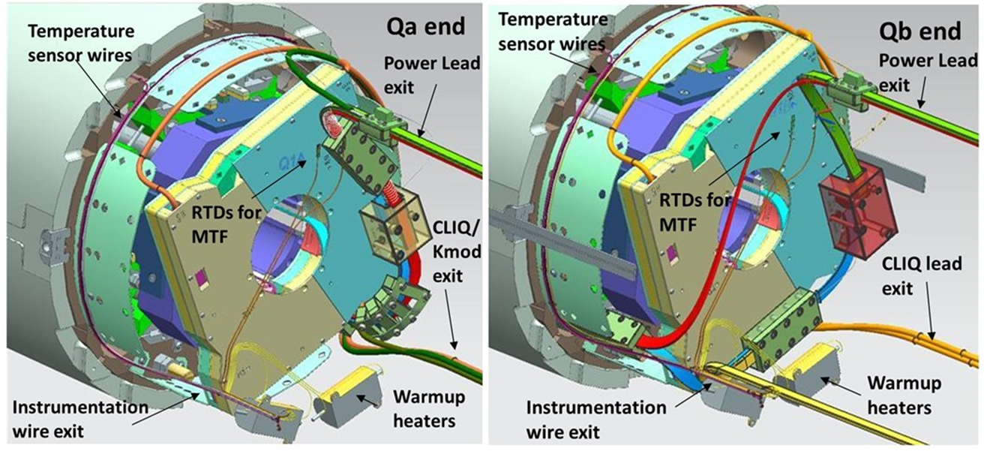 Qa end
Temperature
sensor wires
Power Lead
exit
Q1A
RTDs for
MTF
CLIQ/
Kmod
exit
Instrumentation
wire exit
Warmup
heaters
Qb end
Temperature
sensor wires
Power Lead
exit
RTDs for
MTF
CLIQ lead
exit
Instrumentation
wire exit
Warmup
heaters